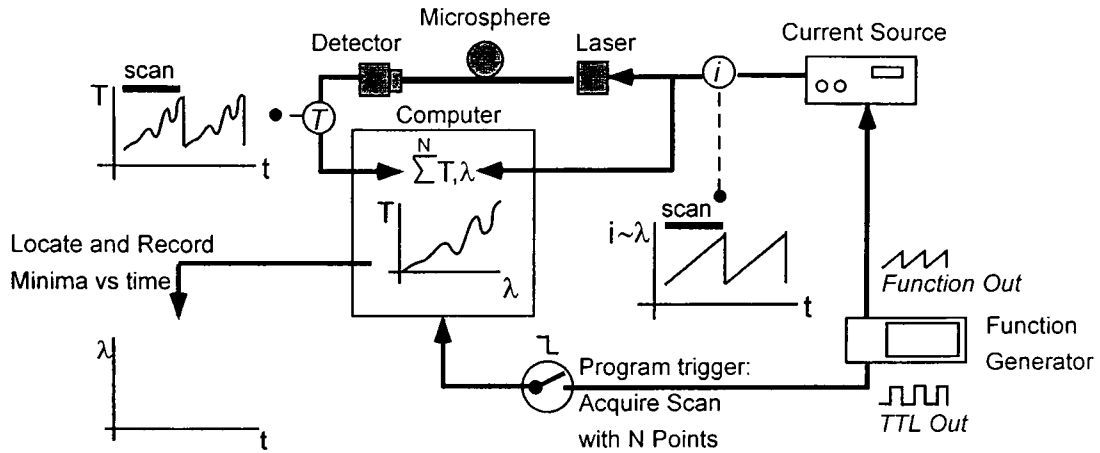 Microsphere
Detector
Laser
Current Source
scan
T
T
i
t
Computer
N
∑T,λ
T
λ
scan
i~λ
t
Locate and Record
Minima vs time
λ
t
Function Out
Function
Generator
Program trigger:
Acquire Scan
with N Points
TTL Out